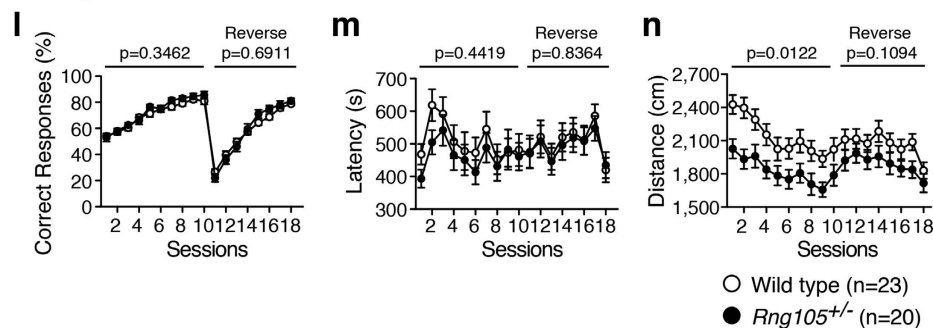 l
Correct Responses (%)
Reverse
p=0.3462 p=0.6911
100
80
60
40
20
0
2 4 6 8 10 12 14 16 18
Sessions
m
Latency (s)
Reverse
p=0.4419 p=0.8364
700
600
500
400
300
2 4 6 8 10 12 14 16 18
Sessions
n
Distance (cm)
Reverse
p=0.0122 p=0.1094
2,700
2,400
2,100
1,800
1,500
2 4 6 8 10 12 14 16 18
Sessions
Wild type (n=23)
Rng105+/- (n=20)